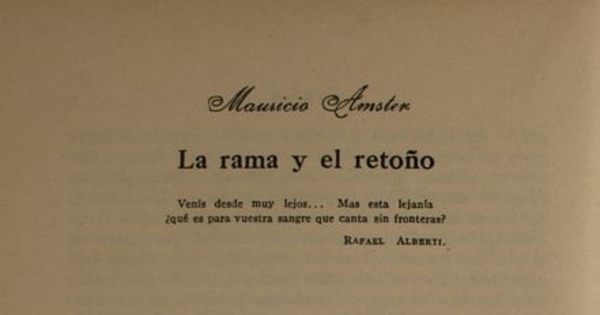 Mauricio Amster
La rama y el retoño
Venís desde muy lejos... Mas esta lejanía
¿qué es para vuestra sangre que canta sin fronteras?
RAFAEL ALBERTI.